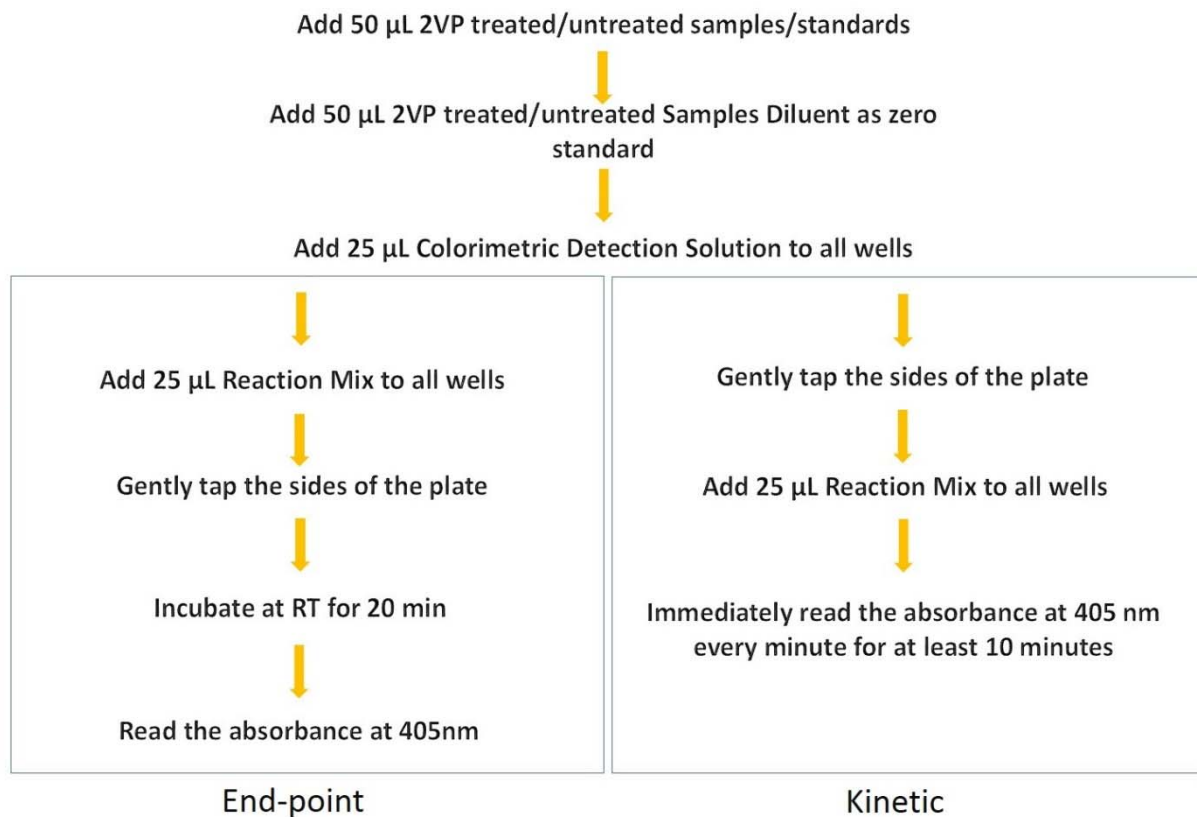 Add 50 µL 2VP treated/untreated samples/standards
Add 50 µL 2VP treated/untreated Samples Diluent as zero
standard
Add 25 µL Colorimetric Detection Solution to all wells
Add 25 µL Reaction Mix to all wells
Gently tap the sides of the plate
Incubate at RT for 20 min
Read the absorbance at 405nm
End-point
Gently tap the sides of the plate
Add 25 µL Reaction Mix to all wells
Immediately read the absorbance at 405 nm
every minute for at least 10 minutes
Kinetic